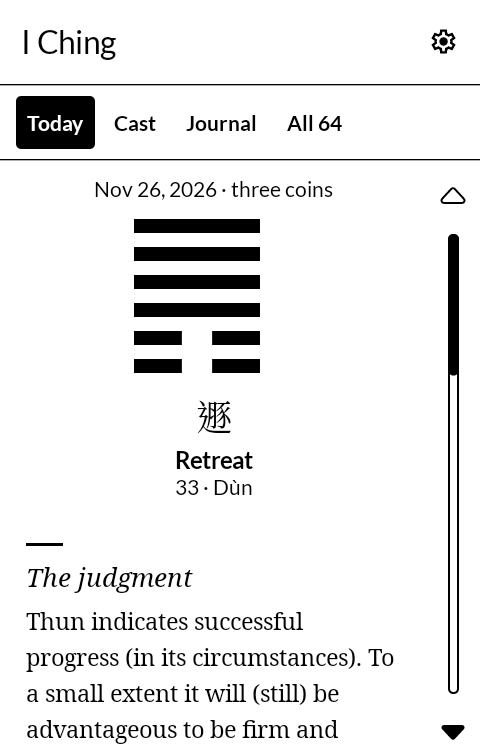 I Ching
Today Cast Journal All 64
Nov 26, 2026 · three coins
遯
Retreat
33 · Dùn
The judgment
Thun indicates successful
progress (in its circumstances). To
a small extent it will (still) be
advantageous to be firm and